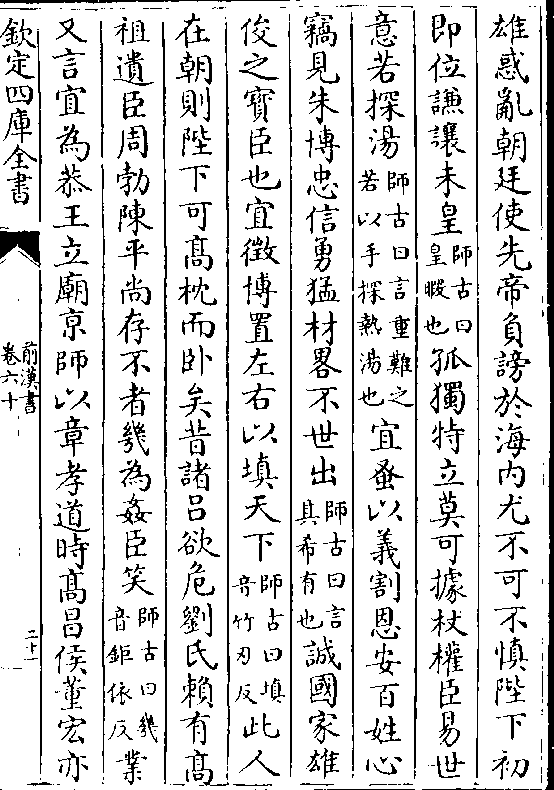 雄惑亂朝廷使先帝負謗於海内尤不可不慎陛下初
即位謙讓未皇師古曰皇暇也孤獨特立莫可據杖權臣易世
意若探湯師古曰言重難之若以手探熱湯也宜蚤以義割恩安百姓心
竊見朱博忠信勇猛材畧不世出師古曰言其希有也誠國家雄
俊之寳臣也宜徴博置左右以填天下師古曰填音竹刃反此人
在朝則陛下可髙枕而卧矣昔諸吕欲危劉氏賴有髙
祖遺臣周勃陳平尚存不者幾為姦臣笑師古曰幾音鉅依反業
又言宜為恭王立廟京師以章孝道時髙昌侯董宏亦
欽定四庫全書
前漢書
卷六十
二十